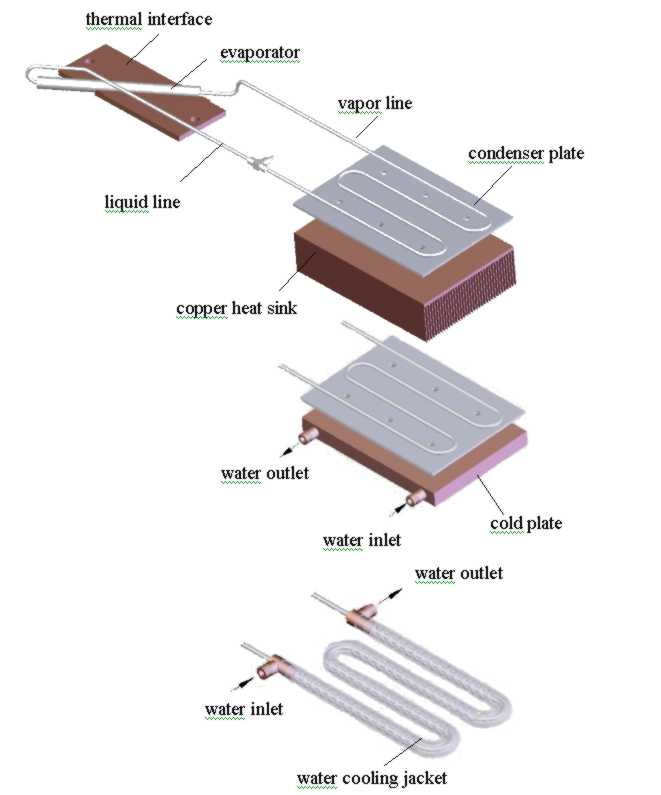 thermal interface
evaporator
vapor line
condenser plate
liquid line
copper heat sink
water outlet
cold plate
water inlet
water outlet
water inlet
water cooling jacket